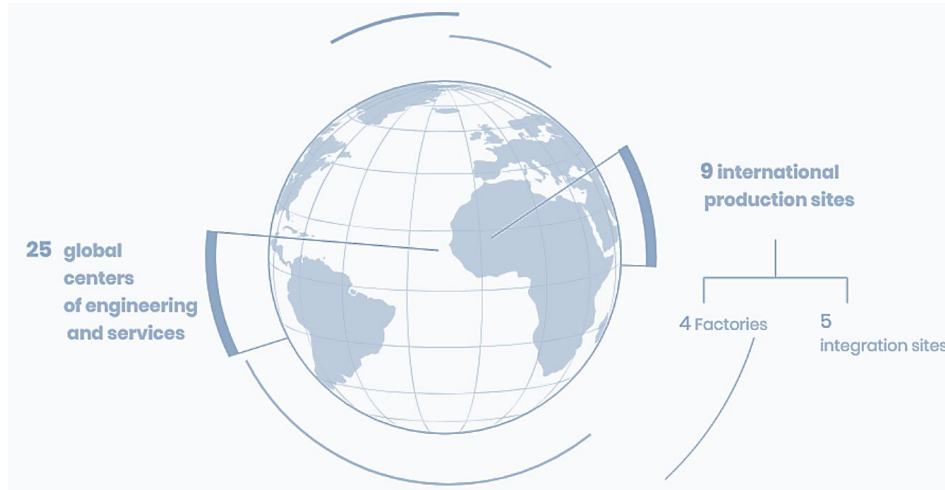 25 global
centers
of engineering
and services
9 international
production sites
4 Factories
5
integration sites